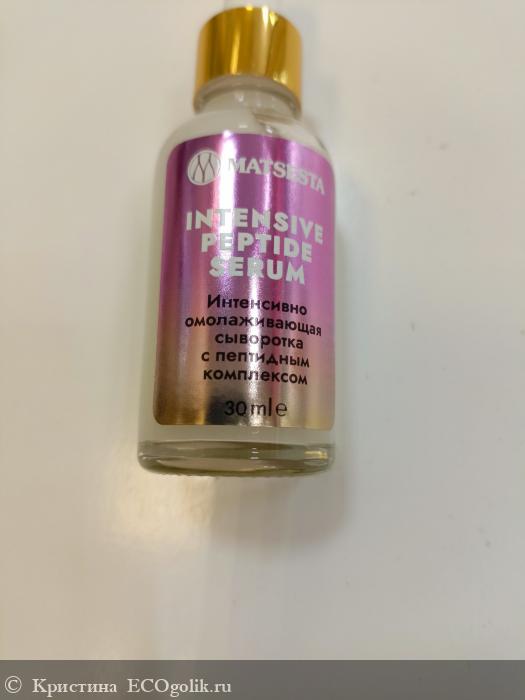 MATSESTA
INTENSIVE
PEPTIDE
SERUM
Интенсивно
омолаживающая
сыворотка
с пептидным
комплексом
30 ml e
© Кристина ECOgolik.ru